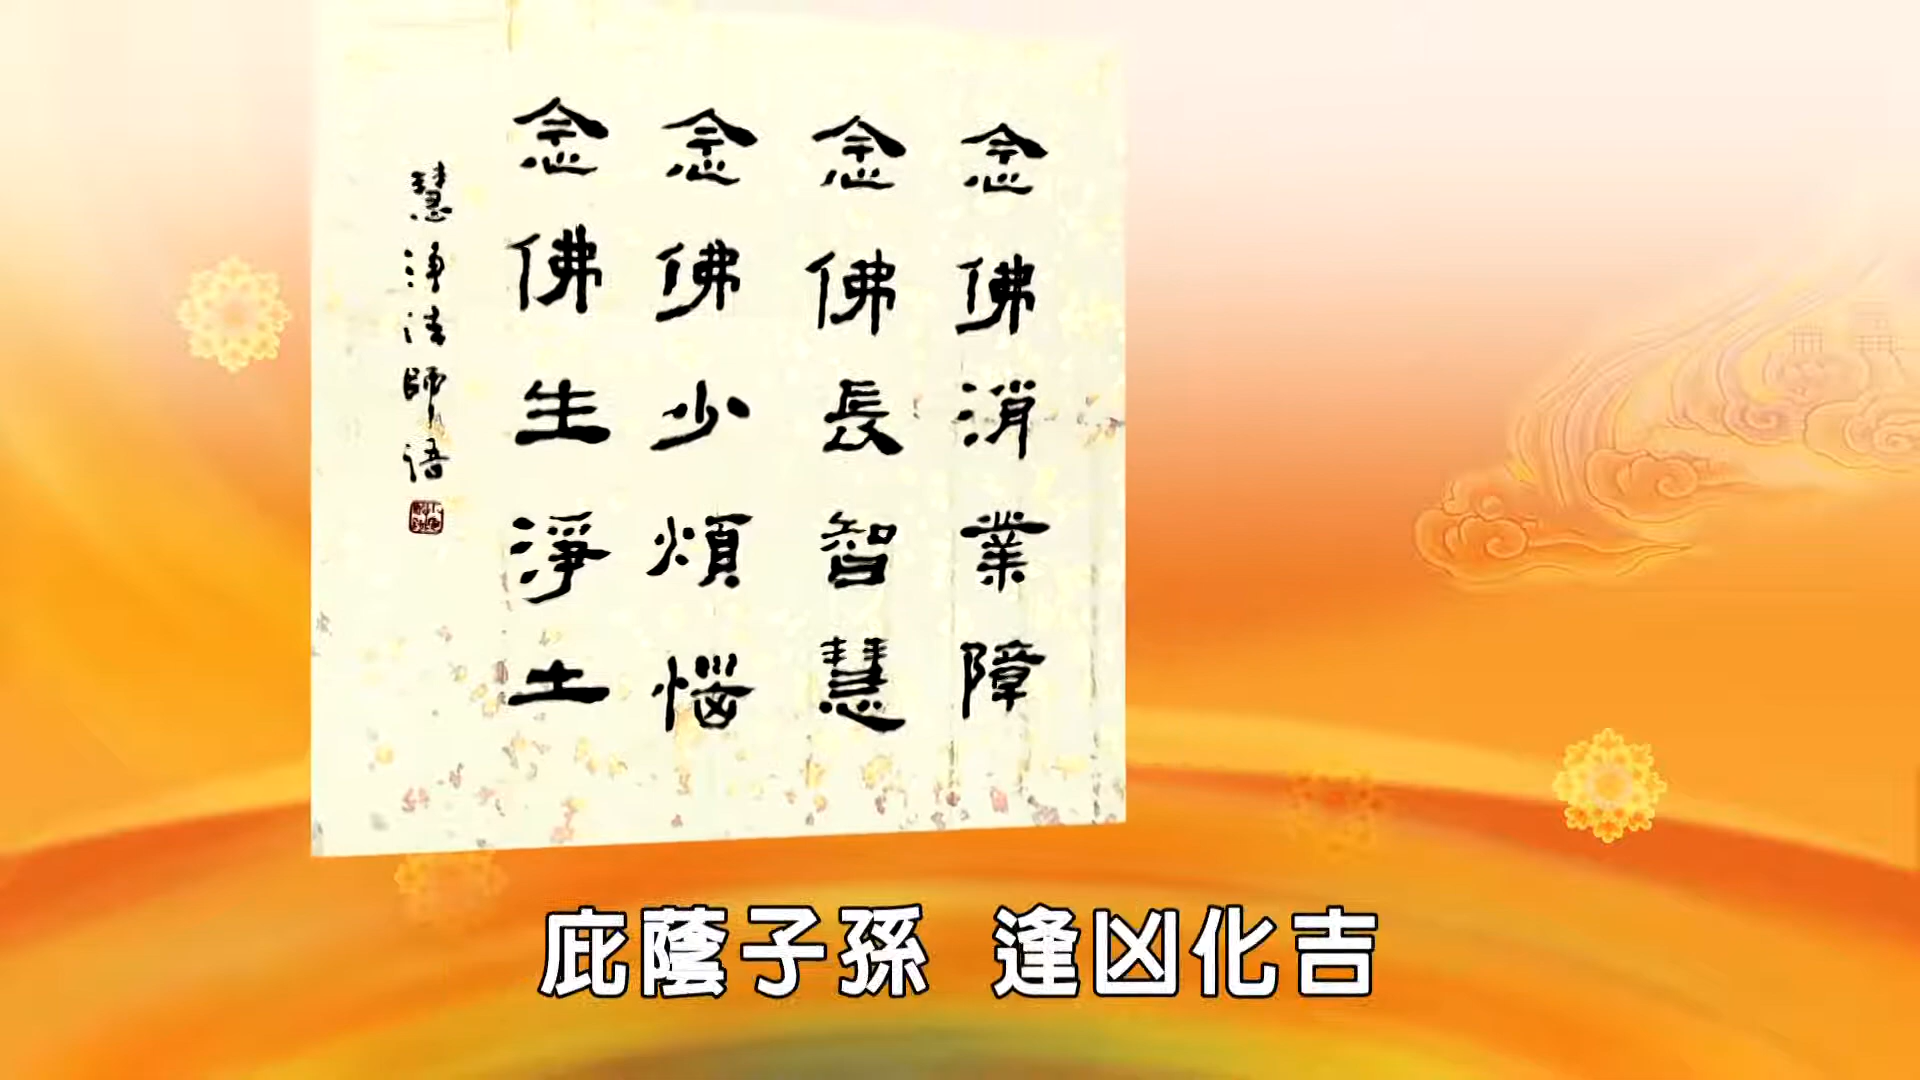 念佛消業障
念佛長智慧
念佛少煩惱
念佛生淨土
慧淨法師語
庇蔭子孫 逢凶化吉